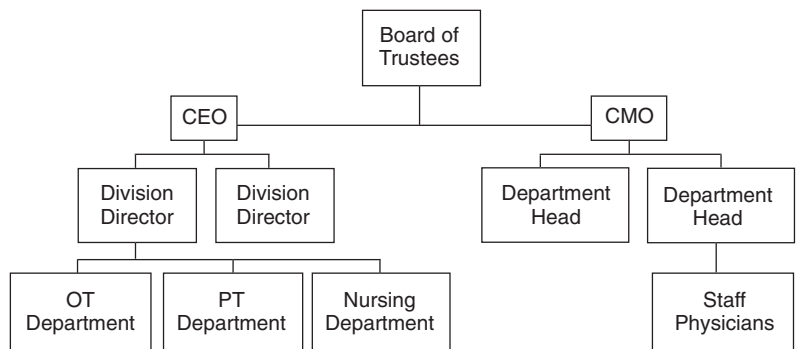 Board of
Trustees
CEO
CMO
Division
Director
Division
Director
Department
Head
Department
Head
OT
Department
PT
Department
Nursing
Department
Staff
Physicians